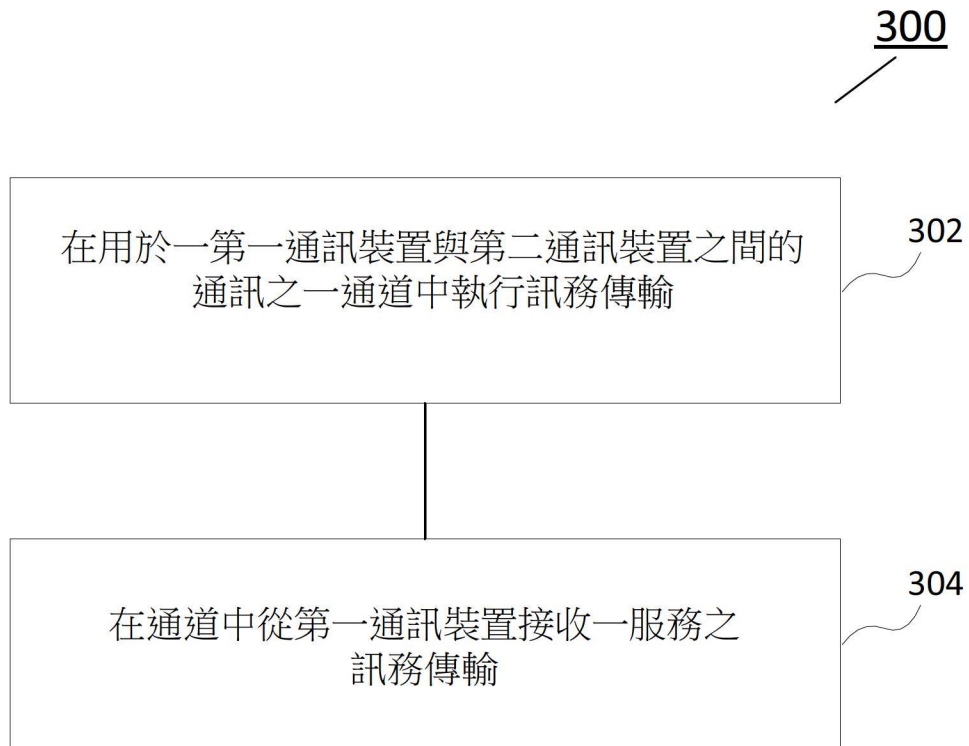 300
在用於一第一通訊裝置與第二通訊裝置之間的
通訊之一通道中執行訊務傳輸
302
在通道中從第一通訊裝置接收一服務之
訊務傳輸
304